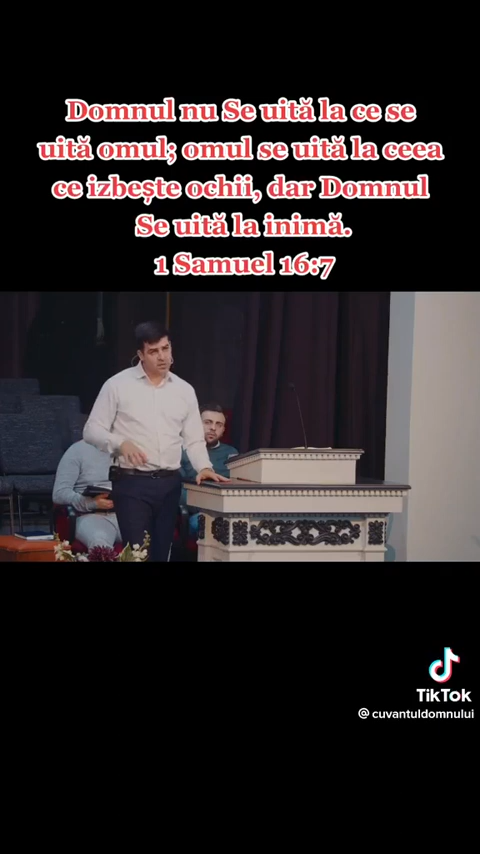 Domnul nu Se uită la ce se
uită omul; omul se uită la ceea
ce izbește ochii, dar Domnul
Se uită la inimă.
1 Samuel 16:7
TikTok
@ cuvantuldomnului